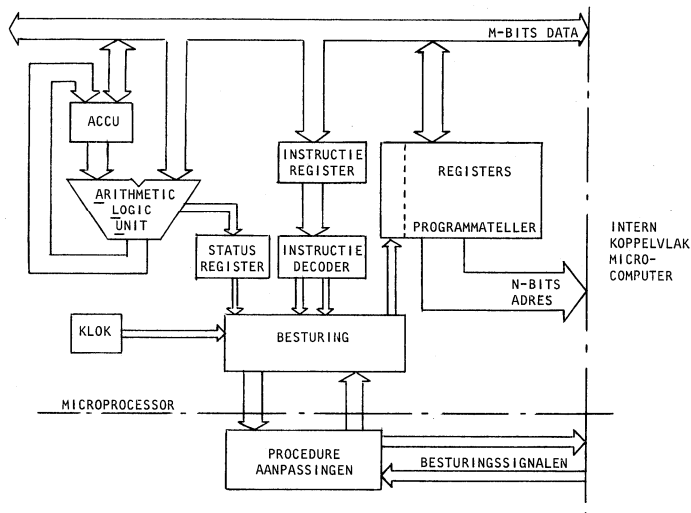 M-BITS DATA
ACCU
INSTRUCTIE
REGISTER
REGISTERS
PROGRAMMATELLER
ARITHMETIC
LOGIC
UNIT
STATUS
REGISTER
INSTRUCTIE
DECODER
INTERN
KOPPELVLAK
MICRO-
COMPUTER
N-BITS
ADRES
KLOK
BESTURING
MICROPROCESSOR
PROCEDURE
AANPASSINGEN
BESTURINGSSIGNALEN